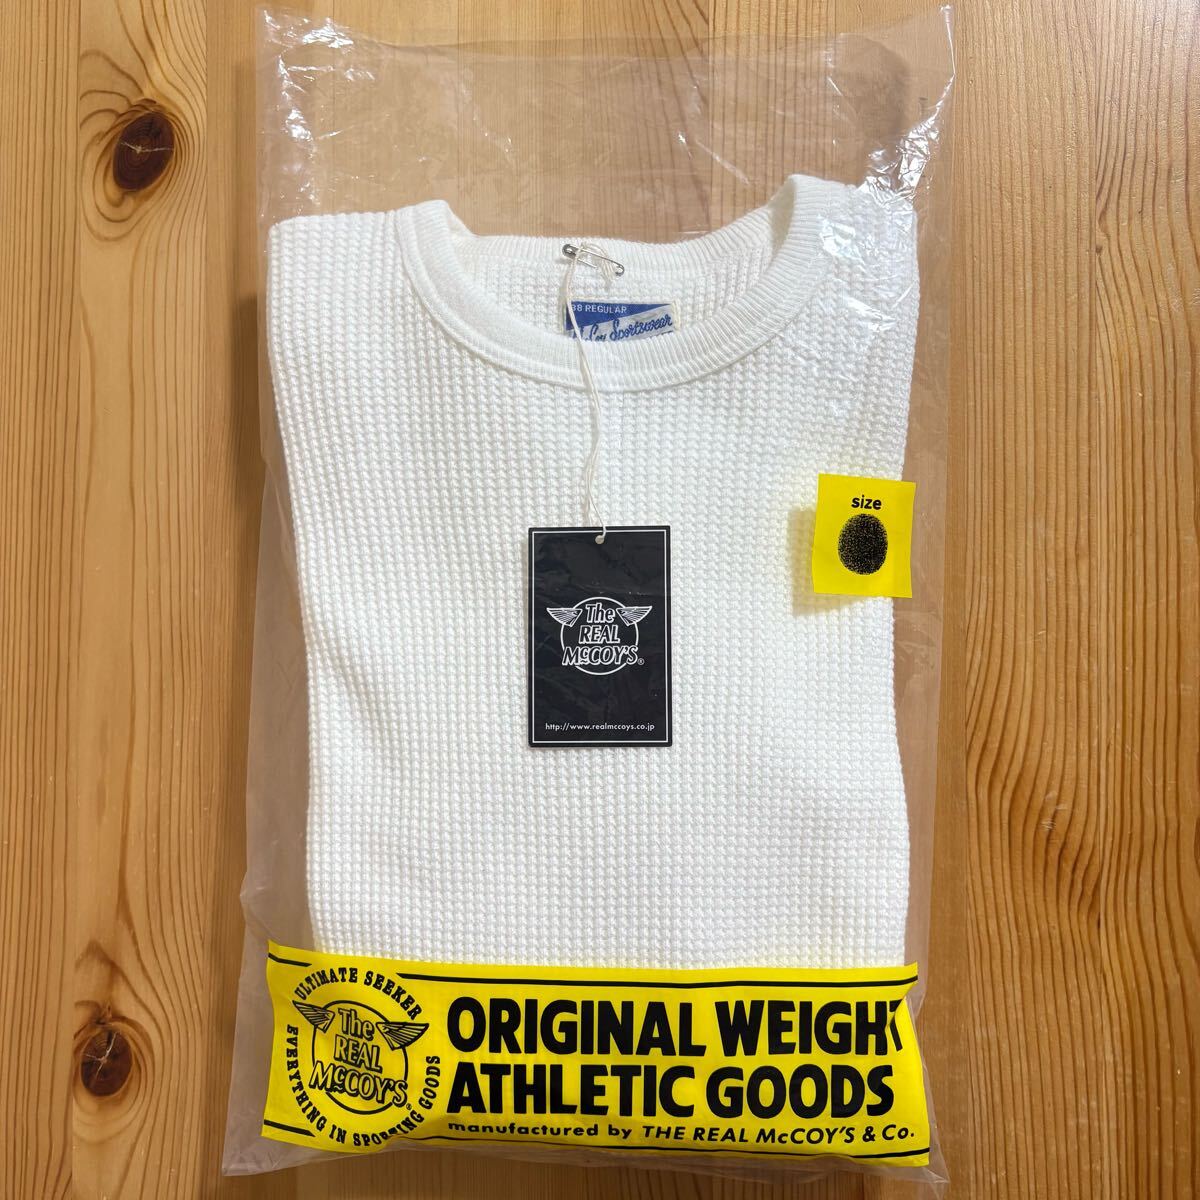 38 REGULAR
Sportswear
size
The
REAL
McCOY'S®
http://www.realmccoys.co.jp
ULTIMATE SEEKER
EVERYTHING IN SPORTING GOODS
The
REAL
McCOY'S®
ORIGINAL WEIGHT
ATHLETIC GOODS
manufactured by THE REAL McCOY'S & Co.